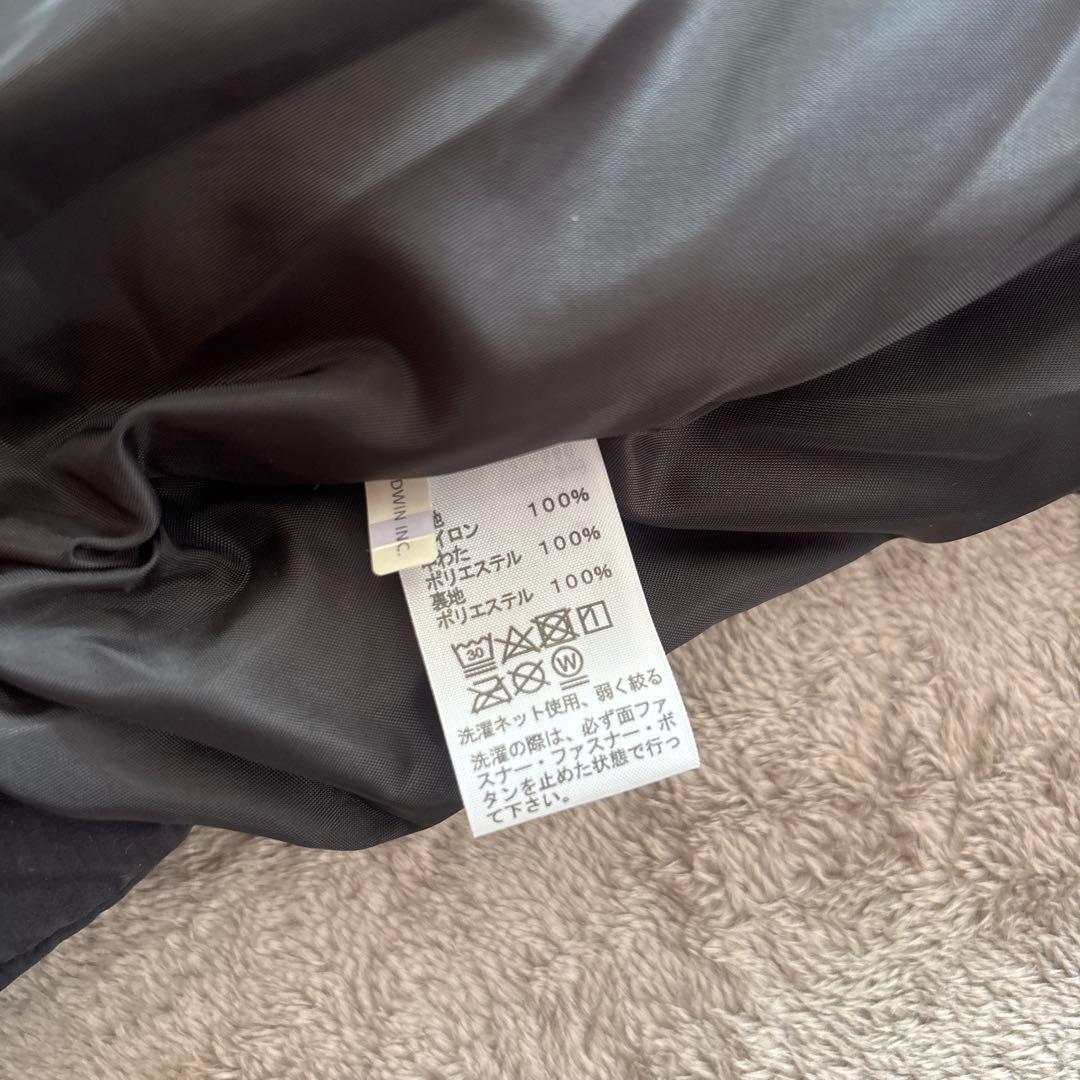 DWIN INC.
地
イロン 100%
中わた
ポリエステル 100%
裏地
ポリエステル 100%
30
W
洗濯ネット使用、弱く絞る
洗濯の際は、必ず面ファ
スナー・ファスナー・ボ
タンを止めた状態で行っ
て下さい。